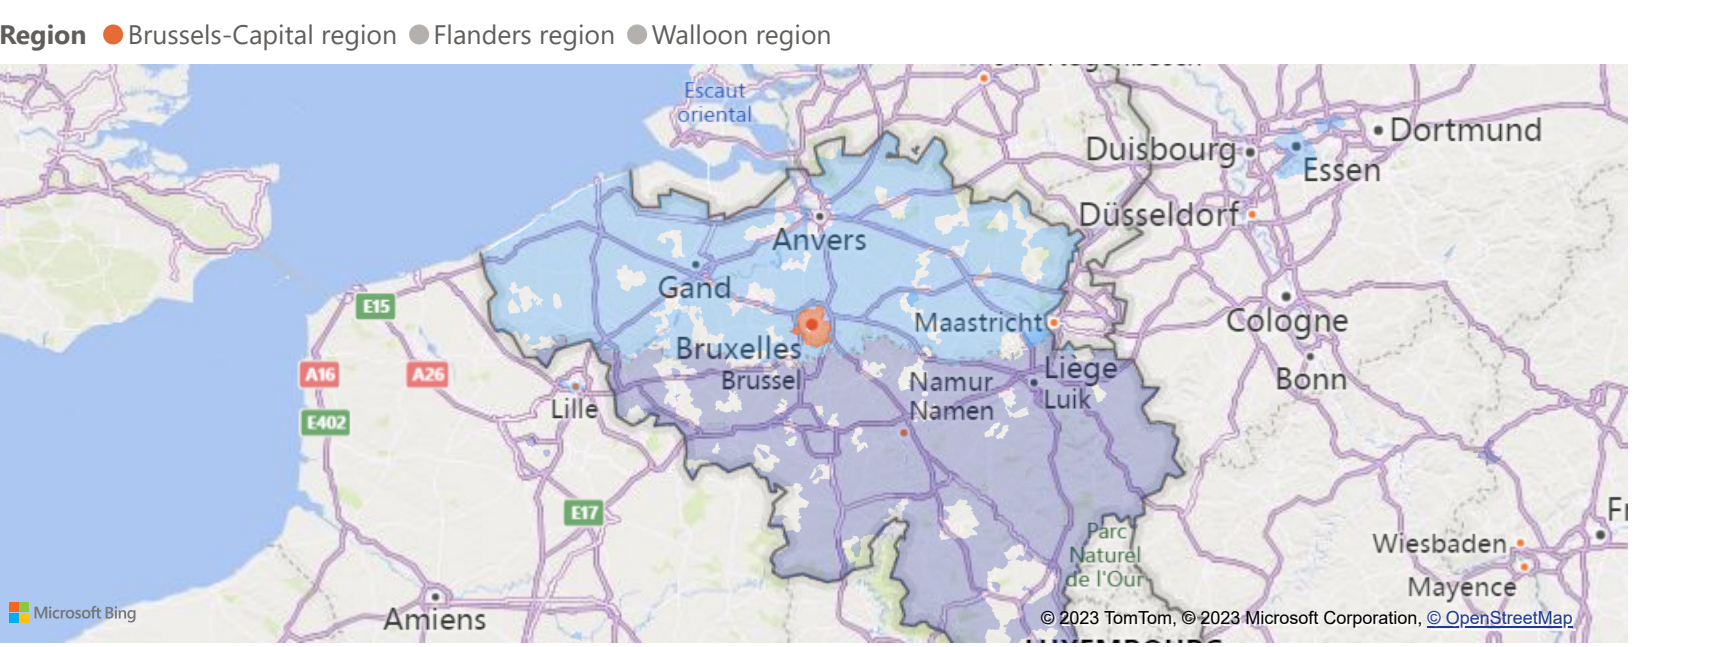 Region Brussels-Capital region Flanders region Walloon region
Escaut
oriental
Duisbourg
Dortmund
Essen
Düsseldorf
Anvers
Gand
E15
Maastricht
Cologne
Bruxelles
Brussel
A16
A26
Namur
Namen
Liège
Luik
Bonn
Lille
E402
E17
Parc
Naturel
de l'Our
Wiesbaden
Mayence
Amiens
Microsoft Bing
© 2023 TomTom, © 2023 Microsoft Corporation, © OpenStreetMap